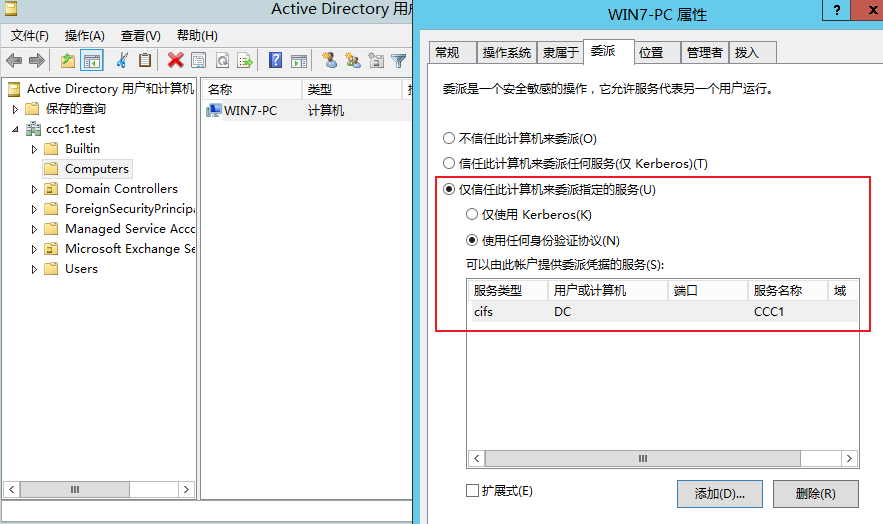 Active Directory 用
文件(F) 操作(A) 查看(V) 帮助(H)
Active Directory 用户和计算机
保存的查询
ccc1.test
Builtin
Computers
Domain Controllers
ForeignSecurityPrincipa
Managed Service Acco
Microsoft Exchange Se
Users
名称 类型
WIN7-PC 计算机
WIN7-PC 属性
? x
常规 操作系统 隶属于 委派 位置 管理者 拨入
委派是一个安全敏感的操作，它允许服务代表另一个用户运行。
不信任此计算机来委派(O)
信任此计算机来委派任何服务(仅 Kerberos)(T)
仅信任此计算机来委派指定的服务(U)
仅使用 Kerberos(K)
使用任何身份验证协议(N)
可以由此帐户提供委派凭据的服务(S):
服务类型 用户或计算机 端口 服务名称 域
cifs DC CCC1
扩展式(E)
添加(D)... 删除(R)